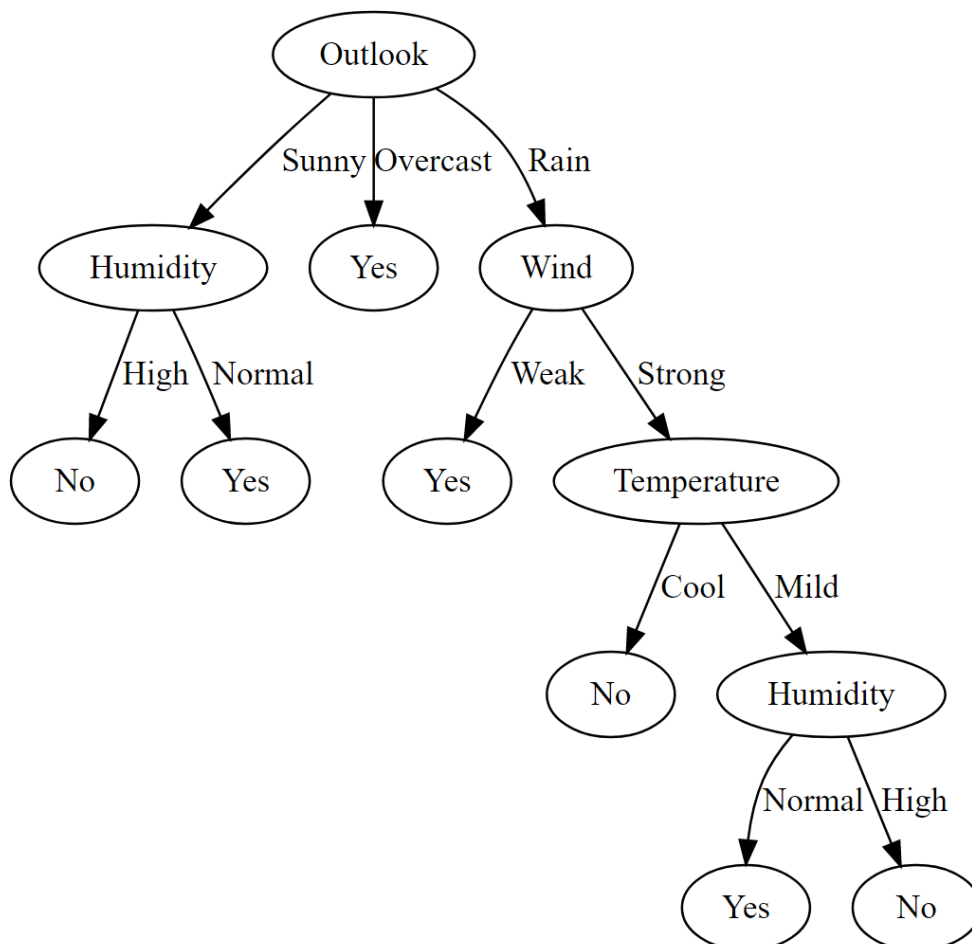 Outlook
Sunny Overcast Rain
Humidity Yes Wind
High Normal Weak Strong
No Yes Yes Temperature
Cool Mild
No Humidity
Normal High
Yes No